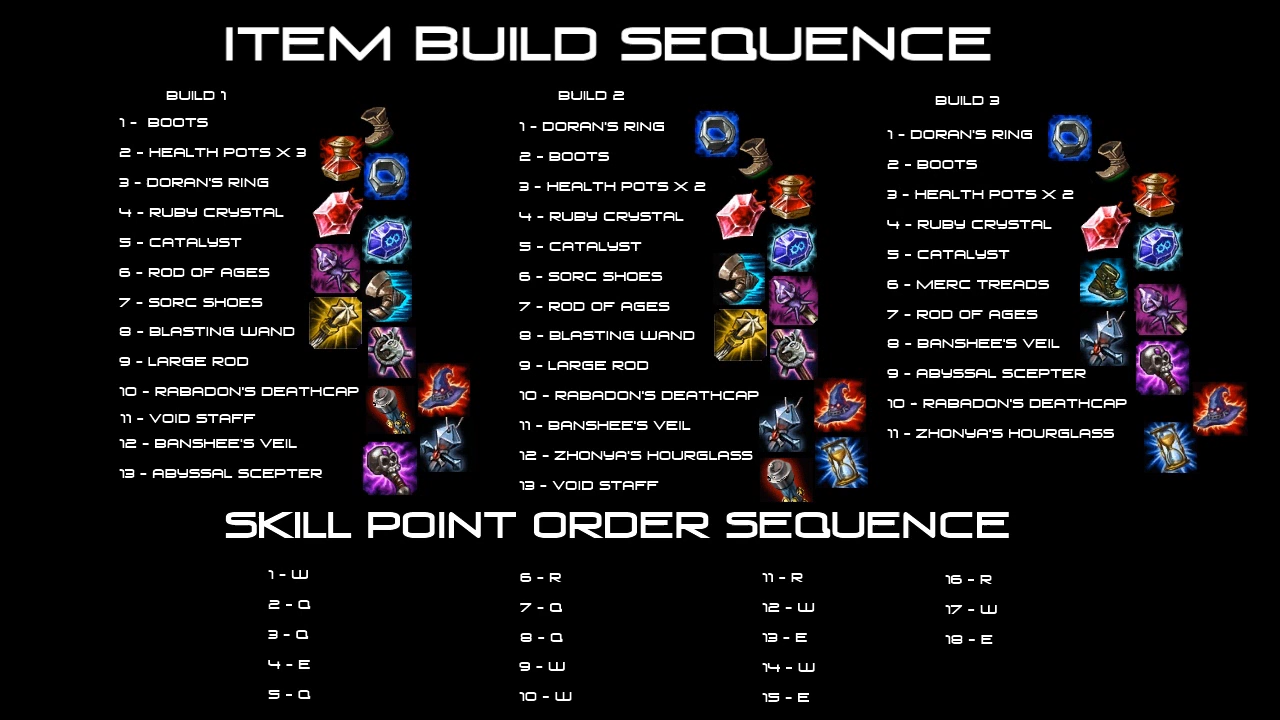 ITEM BUILD SEQUENCE
BUILD 1
1 - BOOTS
2 - HEALTH POTS X 3
3 - DORAN'S RING
4 - RUBY CRYSTAL
5 - CATALYST
6 - ROD OF AGES
7 - SORC SHOES
8 - BLASTING WAND
9 - LARGE ROD
10 - RABADON'S DEATHCAP
11 - VOID STAFF
12 - BANSHEE'S VEIL
13 - ABYSSAL SCEPTER
BUILD 2
1 - DORAN'S RING
2 - BOOTS
3 - HEALTH POTS X 2
4 - RUBY CRYSTAL
5 - CATALYST
6 - SORC SHOES
7 - ROD OF AGES
8 - BLASTING WAND
9 - LARGE ROD
10 - RABADON'S DEATHCAP
11 - BANSHEE'S VEIL
12 - ZHONYA'S HOURGLASS
13 - VOID STAFF
BUILD 3
1 - DORAN'S RING
2 - BOOTS
3 - HEALTH POTS X 2
4 - RUBY CRYSTAL
5 - CATALYST
6 - MERC TREADS
7 - ROD OF AGES
8 - BANSHEE'S VEIL
9 - ABYSSAL SCEPTER
10 - RABADON'S DEATHCAP
11 - ZHONYA'S HOURGLASS
SKILL POINT ORDER SEQUENCE
1 - W
2 - Q
3 - Q
4 - E
5 - Q
6 - R
7 - Q
8 - Q
9 - W
10 - W
11 - R
12 - W
13 - E
14 - W
15 - E
16 - R
17 - W
18 - E